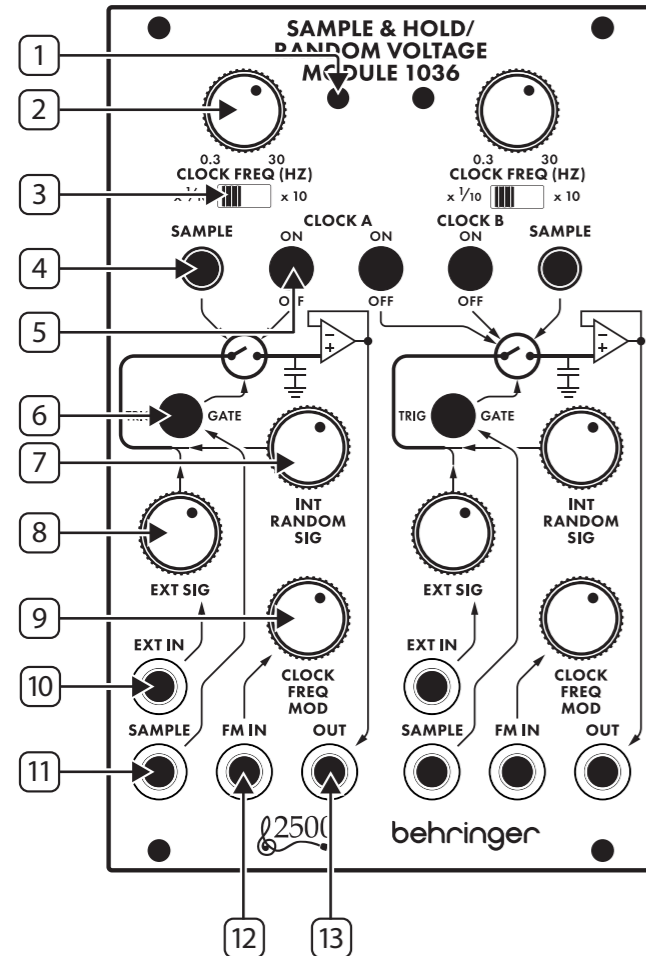 SAMPLE & HOLD/
RANDOM VOLTAGE
MODULE 1036
1
2
0.3 30
CLOCK FREQ (HZ)
0.3 30
CLOCK FREQ (HZ)
3
x 1/10 x 10
x 1/10 x 10
CLOCK A
CLOCK B
SAMPLE
ON
ON
ON
SAMPLE
4
5
OFF
OFF
OFF
6
TRIG GATE
TRIG GATE
7
INT
RANDOM
SIG
INT
RANDOM
SIG
8
EXT SIG
EXT SIG
9
EXT IN
CLOCK
FREQ
MOD
EXT IN
CLOCK
FREQ
MOD
10
SAMPLE FM IN OUT
SAMPLE FM IN OUT
11
2500
behringer
12 13